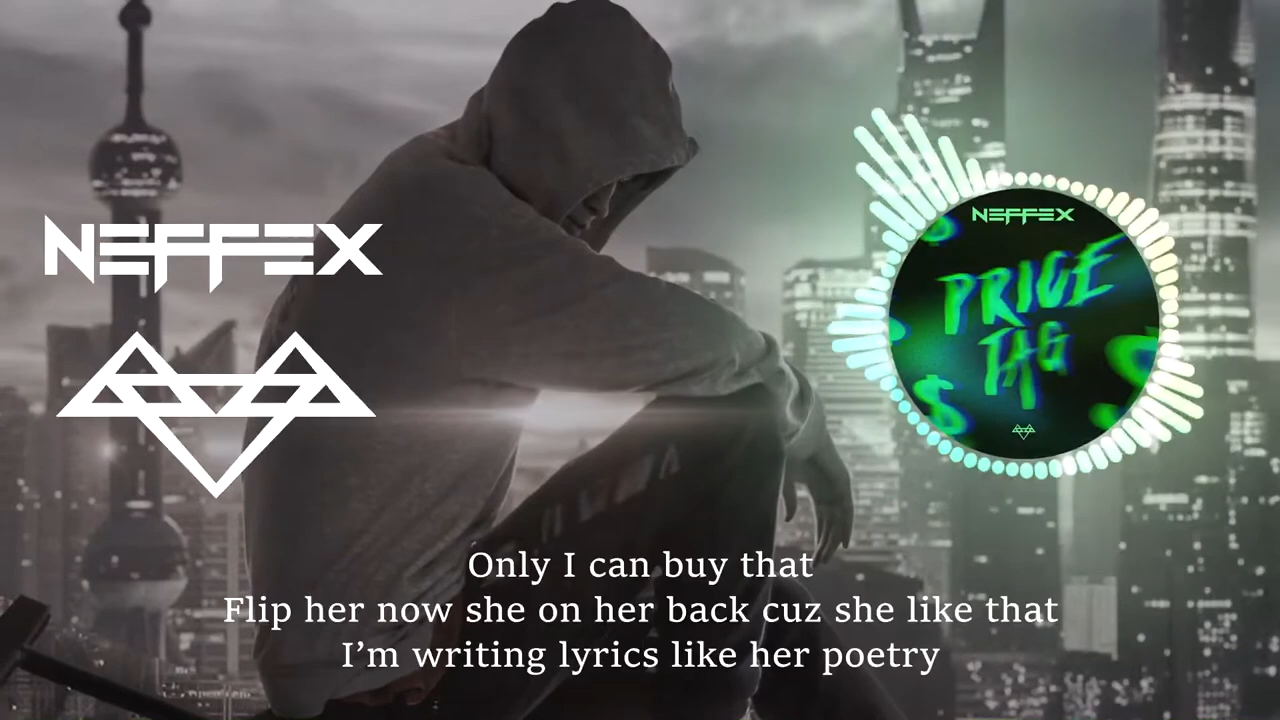 NEFFEX
NEFFEX
PRICE
TAG
Only I can buy that
Flip her now she on her back cuz she like that
I’m writing lyrics like her poetry